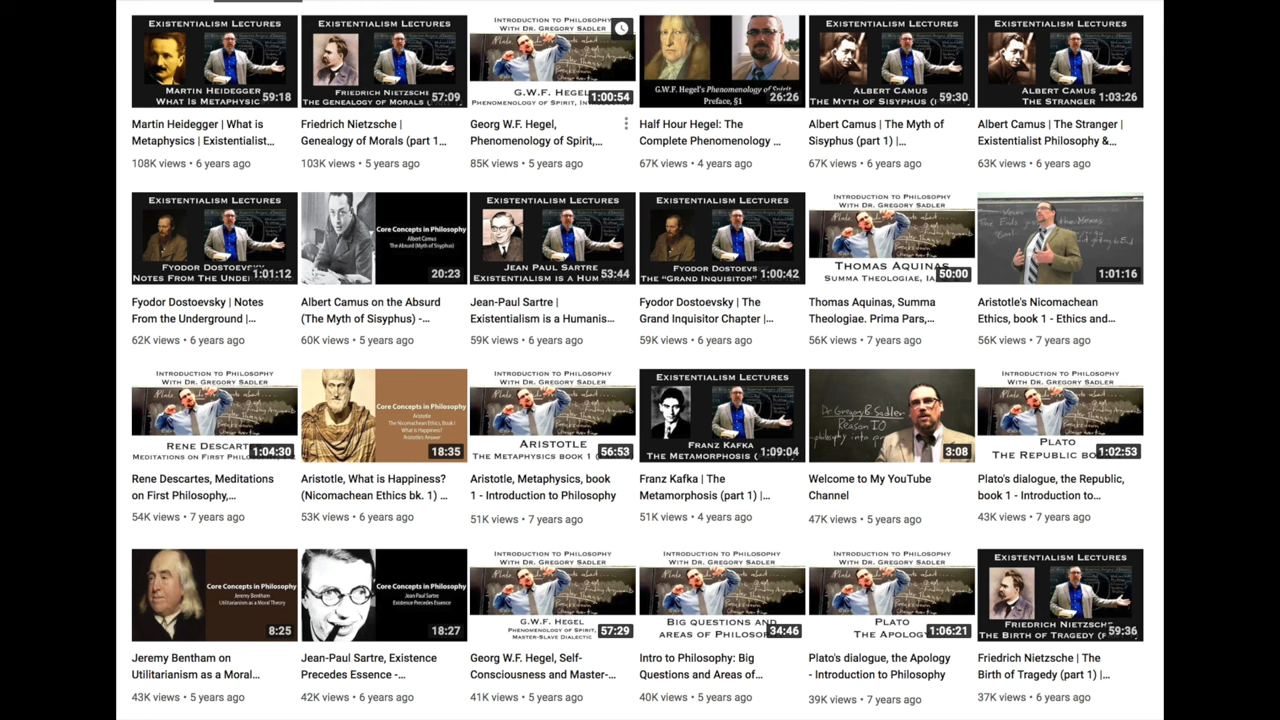 EXISTENTIALISM LECTURES
MARTIN HEIDEGGER
WHAT IS METAPHYSIC
59:18
Martin Heidegger | What is
Metaphysics | Existentialist...
108K views • 6 years ago
EXISTENTIALISM LECTURES
FRIEDRICH NIETZSCHE
THE GENEALOGY OF MORALS (
57:09
Friedrich Nietzsche |
Genealogy of Morals (part 1...
103K views • 5 years ago
INTRODUCTION TO PHILOSOPHY
WITH DR. GREGORY SADLER
G.W.F. HEGEL
PHENOMENOLOGY OF SPIRIT,
1:00:54
Georg W.F. Hegel,
Phenomenology of Spirit,...
85K views • 5 years ago
G.W.F. Hegel's Phenomenology of Spirit
Preface, §1
26:26
Half Hour Hegel: The
Complete Phenomenology ...
67K views • 4 years ago
EXISTENTIALISM LECTURES
ALBERT CAMUS
THE MYTH OF SISYPHUS (
59:30
Albert Camus | The Myth of
Sisyphus (part 1) |...
67K views • 6 years ago
EXISTENTIALISM LECTURES
ALBERT CAMUS
THE STRANGER
1:03:26
Albert Camus | The Stranger |
Existentialist Philosophy &...
63K views • 6 years ago
EXISTENTIALISM LECTURES
FYODOR DOSTOEVSKY
NOTES FROM THE UNDER
1:01:12
Fyodor Dostoevsky | Notes
From the Underground |...
62K views • 6 years ago
Core Concepts in Philosophy
Albert Camus
The Absurd (Myth of Sisyphus)
20:23
Albert Camus on the Absurd
(The Myth of Sisyphus) -...
60K views • 5 years ago
EXISTENTIALISM LECTURES
JEAN PAUL SARTRE
EXISTENTIALISM IS A HUM
53:44
Jean-Paul Sartre |
Existentialism is a Humanis...
59K views • 6 years ago
EXISTENTIALISM LECTURES
FYODOR DOSTOEVS
THE “GRAND INQUISITOR”
1:00:42
Fyodor Dostoevsky | The
Grand Inquisitor Chapter |...
59K views • 6 years ago
INTRODUCTION TO PHILOSOPHY
WITH DR. GREGORY SADLER
THOMAS AQUINAS
SUMMA THEOLOGIAE, IA
50:00
Thomas Aquinas, Summa
Theologiae. Prima Pars,...
56K views • 7 years ago
1:01:16
Aristotle's Nicomachean
Ethics, book 1 - Ethics and...
56K views • 7 years ago
INTRODUCTION TO PHILOSOPHY
WITH DR. GREGORY SADLER
RENE DESCART
MEDITATIONS ON FIRST PHILO
1:04:30
Rene Descartes, Meditations
on First Philosophy,...
54K views • 7 years ago
Core Concepts in Philosophy
Aristotle
The Nicomachean Ethics, Book I
What is Happiness?
Aristotle's Answer
18:35
Aristotle, What is Happiness?
(Nicomachean Ethics bk. 1) ...
53K views • 6 years ago
INTRODUCTION TO PHILOSOPHY
WITH DR. GREGORY SADLER
ARISTOTLE
THE METAPHYSICS BOOK 1 (
56:53
Aristotle, Metaphysics, book
1 - Introduction to Philosophy
51K views • 7 years ago
EXISTENTIALISM LECTURES
FRANZ KAFKA
THE METAMORPHOSIS (
1:09:04
Franz Kafka | The
Metamorphosis (part 1) |...
51K views • 4 years ago
Dr. Gregory B. Sadler
Reason IO
philosophy into
3:08
Welcome to My YouTube
Channel
47K views • 5 years ago
INTRODUCTION TO PHILOSOPHY
WITH DR. GREGORY SADLER
PLATO
THE REPUBLIC BO
1:02:53
Plato's dialogue, the Republic,
book 1 - Introduction to...
43K views • 7 years ago
Core Concepts in Philosophy
Jeremy Bentham
Utilitarianism as a Moral Theory
8:25
Jeremy Bentham on
Utilitarianism as a Moral...
43K views • 5 years ago
Core Concepts in Philosophy
Jean Paul Sartre
Existence Precedes Essence
18:27
Jean-Paul Sartre, Existence
Precedes Essence -...
42K views • 6 years ago
INTRODUCTION TO PHILOSOPHY
WITH DR. GREGORY SADLER
G.W.F. HEGEL
PHENOMENOLOGY OF SPIRIT,
MASTER-SLAVE DIALECTIC
57:29
Georg W.F. Hegel, Self-
Consciousness and Master-...
41K views • 5 years ago
INTRODUCTION TO PHILOSOPHY
WITH DR. GREGORY SADLER
BIG QUESTIONS AND
AREAS OF PHILOSO
34:46
Intro to Philosophy: Big
Questions and Areas of...
40K views • 5 years ago
INTRODUCTION TO PHILOSOPHY
WITH DR. GREGORY SADLER
PLATO
THE APOLOG
1:06:21
Plato's dialogue, the Apology
- Introduction to Philosophy
39K views • 7 years ago
EXISTENTIALISM LECTURES
FRIEDRICH NIETZSCHE
THE BIRTH OF TRAGEDY (
59:36
Friedrich Nietzsche | The
Birth of Tragedy (part 1) |...
37K views • 6 years ago